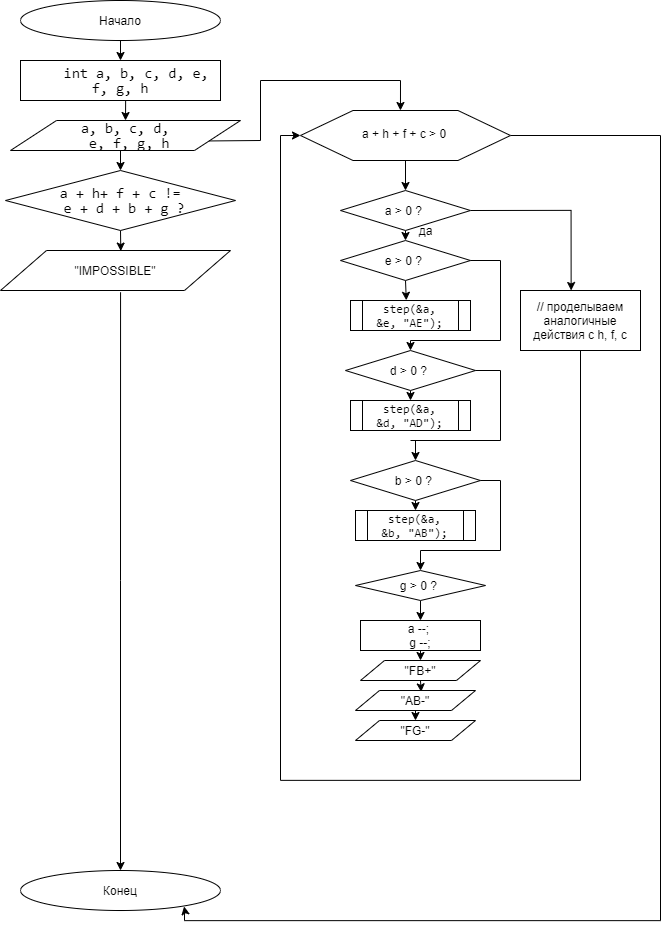 Начало
int a, b, c, d, e,
f, g, h
a, b, c, d,
e, f, g, h
a + h+ f + c !=
e + d + b + g ?
"IMPOSSIBLE"
Конец
a + h + f + c > 0
a > 0 ?
да
e > 0 ?
step(&a,
&e, "AE");
d > 0 ?
step(&a,
&d, "AD");
b > 0 ?
step(&a,
&b, "AB");
g > 0 ?
a --;
g --;
"FB+"
"AB-"
"FG-"
// проделываем
аналогичные
действия с h, f, c